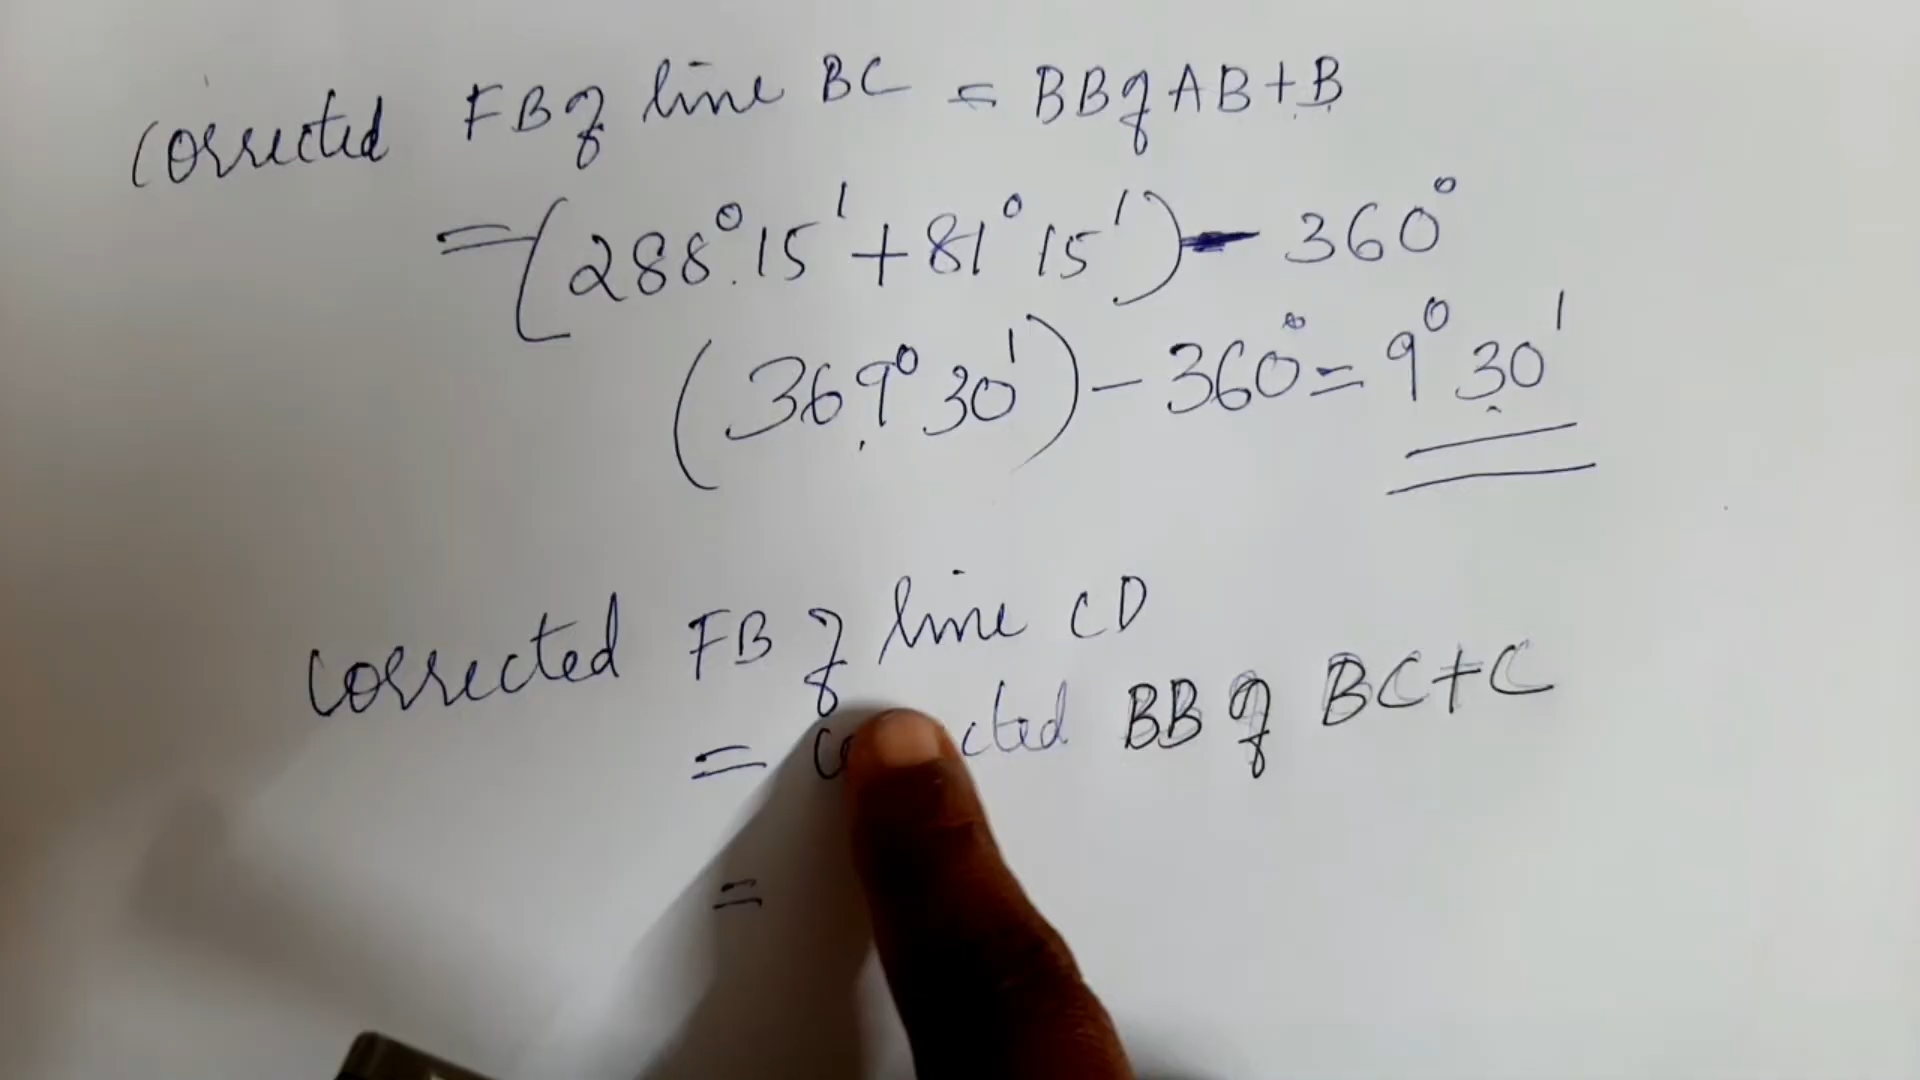 corrected FB of line BC = BB of AB + B
= (288° 15' + 81° 15') - 360°
(369° 30') - 360° = 9° 30'
corrected FB of line CD
= BB of BC + C
=